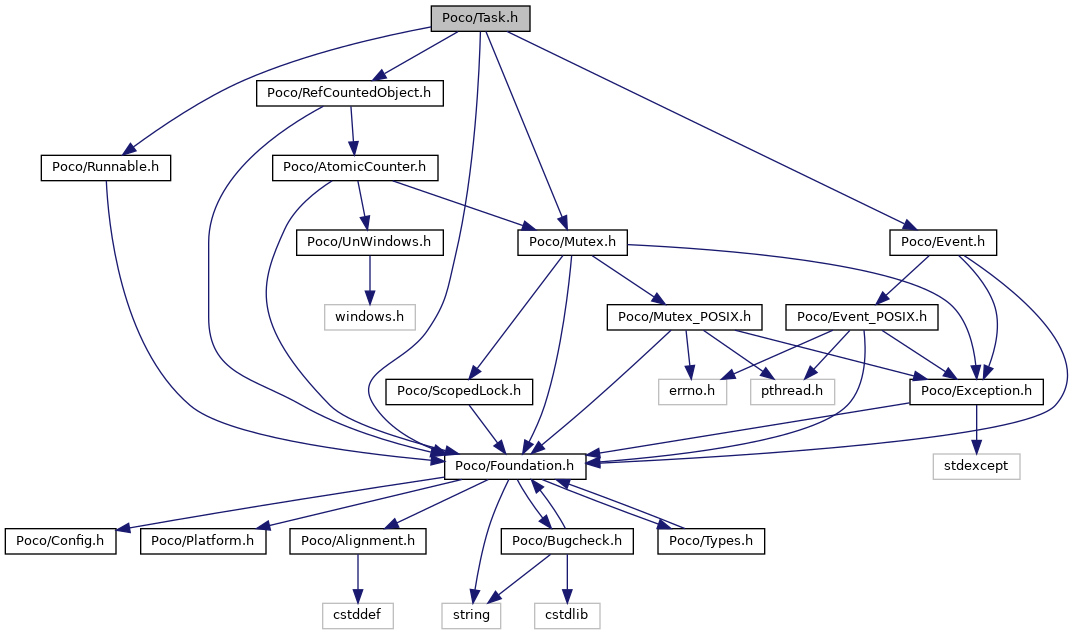 Poco/Task.h
Poco/RefCountedObject.h
Poco/Runnable.h
Poco/AtomicCounter.h
Poco/UnWindows.h
Poco/Mutex.h
Poco/Event.h
windows.h
Poco/Mutex_POSIX.h
Poco/Event_POSIX.h
Poco/ScopedLock.h
errno.h
pthread.h
Poco/Exception.h
Poco/Foundation.h
stdexcept
Poco/Config.h
Poco/Platform.h
Poco/Alignment.h
Poco/Bugcheck.h
Poco/Types.h
cstddef
string
cstdlib